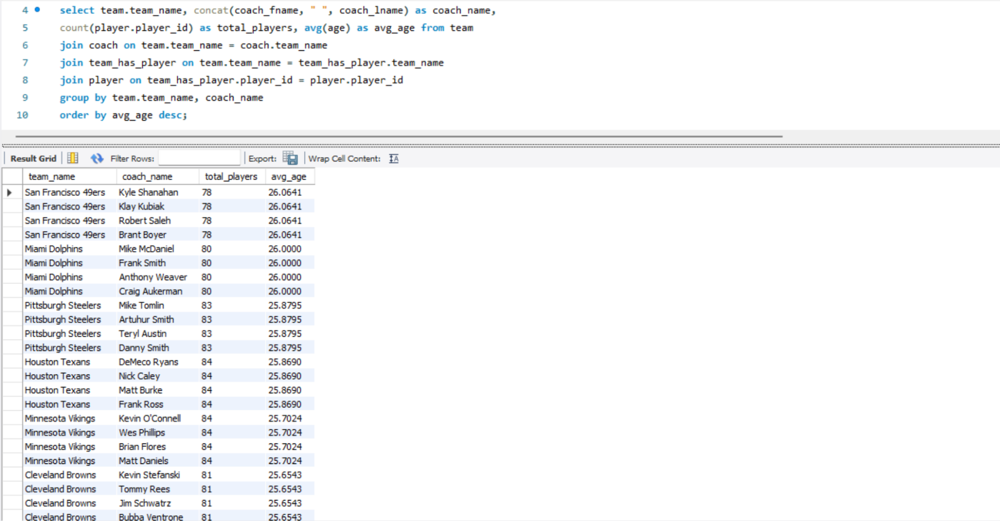 4 select team.team_name, concat(coach_fname, " ", coach_lname) as coach_name,
5 count(player.player_id) as total_players, avg(age) as avg_age from team
6 join coach on team.team_name = coach.team_name
7 join team_has_player on team.team_name = team_has_player.team_name
8 join player on team_has_player.player_id = player.player_id
9 group by team.team_name, coach_name
10 order by avg_age desc;
Result Grid Filter Rows: Export: Wrap Cell Content: IA
team_name coach_name total_players avg_age
San Francisco 49ers Kyle Shanahan 78 26.0641
San Francisco 49ers Klay Kubiak 78 26.0641
San Francisco 49ers Robert Saleh 78 26.0641
San Francisco 49ers Brant Boyer 78 26.0641
Miami Dolphins Mike McDaniel 80 26.0000
Miami Dolphins Frank Smith 80 26.0000
Miami Dolphins Anthony Weaver 80 26.0000
Miami Dolphins Craig Aukerman 80 26.0000
Pittsburgh Steelers Mike Tomlin 83 25.8795
Pittsburgh Steelers Artuhur Smith 83 25.8795
Pittsburgh Steelers Teryl Austin 83 25.8795
Pittsburgh Steelers Danny Smith 83 25.8795
Houston Texans DeMeco Ryans 84 25.8690
Houston Texans Nick Caley 84 25.8690
Houston Texans Matt Burke 84 25.8690
Houston Texans Frank Ross 84 25.8690
Minnesota Vikings Kevin O'Connell 84 25.7024
Minnesota Vikings Wes Phillips 84 25.7024
Minnesota Vikings Brian Flores 84 25.7024
Minnesota Vikings Matt Daniels 84 25.7024
Cleveland Browns Kevin Stefanski 81 25.6543
Cleveland Browns Tommy Rees 81 25.6543
Cleveland Browns Jim Schwatrz 81 25.6543
Cleveland Browns Bubba Ventrone 81 25.6543